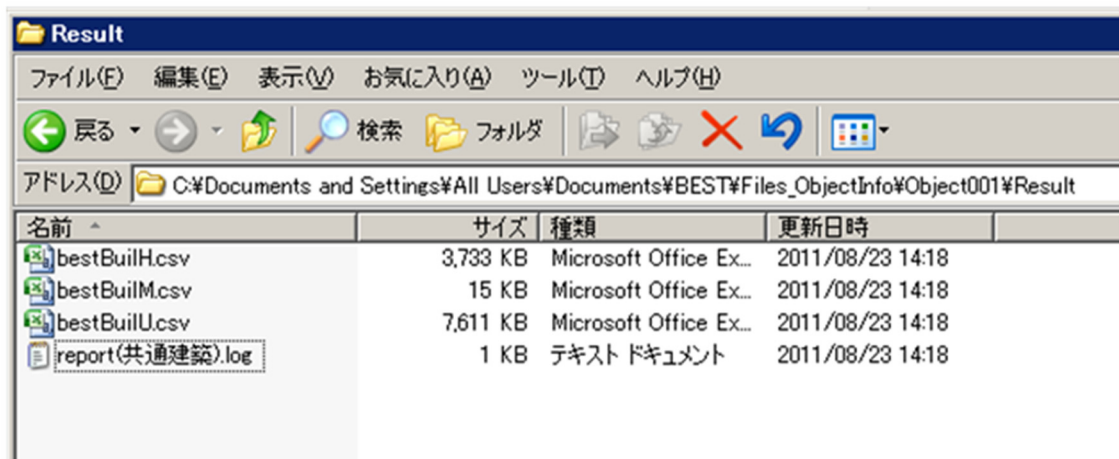 Result
ファイル(F) 編集(E) 表示(V) お気に入り(A) ツール(T) ヘルプ(H)
戻る 検索 フォルダ
アドレス(D) C:¥Documents and Settings¥All Users¥Documents¥BEST¥Files_ObjectInfo¥Object001¥Result
名前 サイズ 種類 更新日時
bestBuilH.csv 3,733 KB Microsoft Office Ex... 2011/08/23 14:18
bestBuilM.csv 15 KB Microsoft Office Ex... 2011/08/23 14:18
bestBuilU.csv 7,611 KB Microsoft Office Ex... 2011/08/23 14:18
report(共通建築).log 1 KB テキスト ドキュメント 2011/08/23 14:18